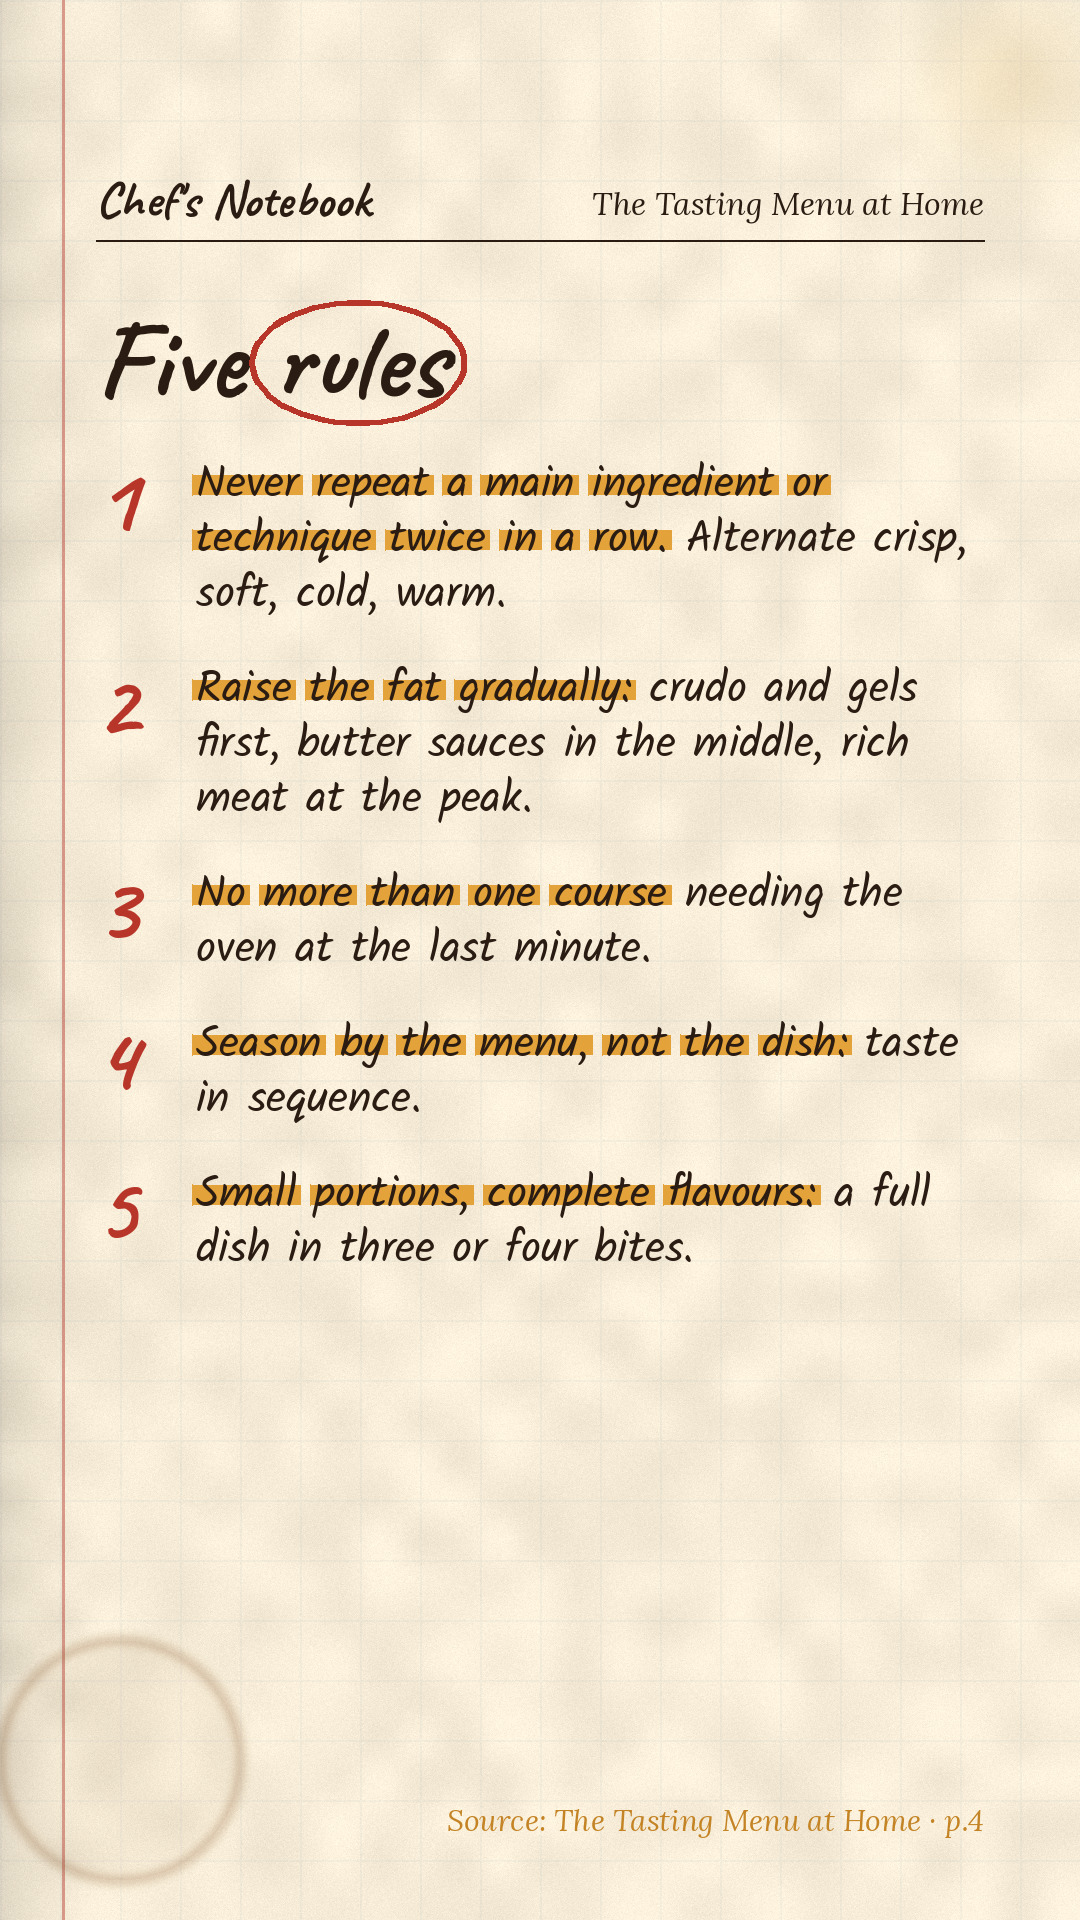 Chef's Notebook
The Tasting Menu at Home
Five rules
1 Never repeat a main ingredient or
technique twice in a row. Alternate crisp,
soft, cold, warm.
2 Raise the fat gradually: crudo and gels
first, butter sauces in the middle, rich
meat at the peak.
3 No more than one course needing the
oven at the last minute.
4 Season by the menu, not the dish: taste
in sequence.
5 Small portions, complete flavours: a full
dish in three or four bites.
Source: The Tasting Menu at Home · p.4